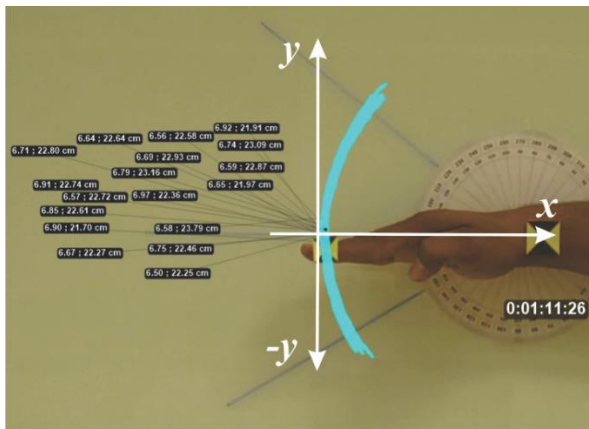 y
6.92 ; 21.91 cm
6.64 ; 22.64 cm
6.56 ; 22.58 cm
6.74 ; 23.09 cm
6.71 ; 22.80 cm
6.69 ; 22.93 cm
6.59 ; 22.87 cm
6.79 ; 23.16 cm
6.65 ; 21.97 cm
6.91 ; 22.74 cm
6.57 ; 22.72 cm
6.97 ; 22.36 cm
6.85 ; 22.61 cm
x
6.90 ; 21.70 cm
6.58 ; 23.79 cm
6.67 ; 22.27 cm
6.75 ; 22.46 cm
6.50 ; 22.25 cm
0:01:11:26
-y